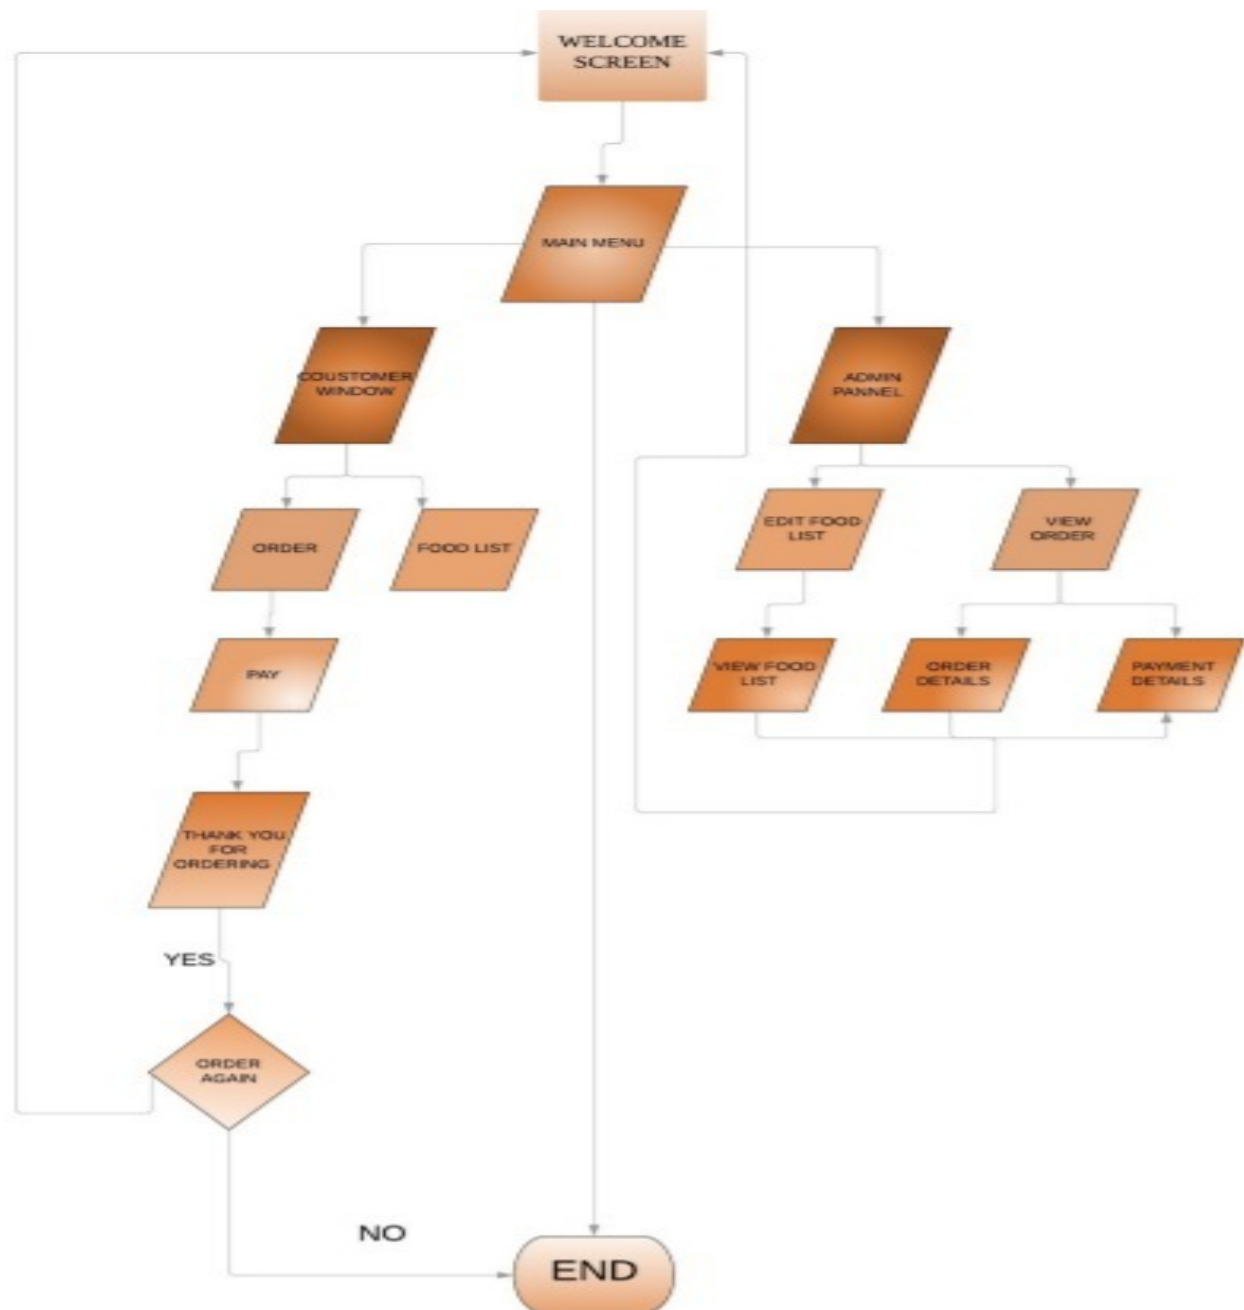 WELCOME
SCREEN
MAIN MENU
COUSTOMER
WINDOW
ADMIN
PANNEL
ORDER
FOOD LIST
EDIT FOOD
LIST
VIEW
ORDER
PAY
VIEW FOOD
LIST
ORDER
DETAILS
PAYMENT
DETAILS
THANK YOU
FOR
ORDERING
YES
ORDER
AGAIN
NO
END